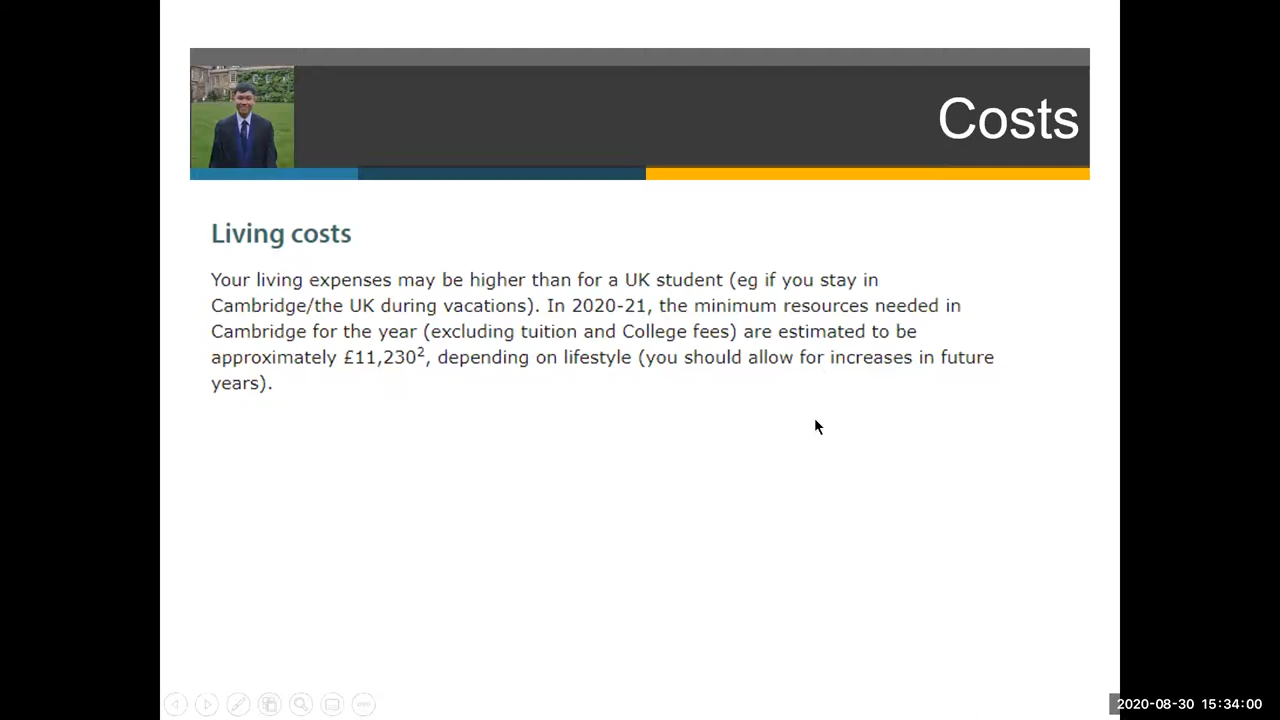 Costs
Living costs
Your living expenses may be higher than for a UK student (eg if you stay in
Cambridge/the UK during vacations). In 2020-21, the minimum resources needed in
Cambridge for the year (excluding tuition and College fees) are estimated to be
approximately £11,230², depending on lifestyle (you should allow for increases in future
years).
2020-08-30 15:34:00